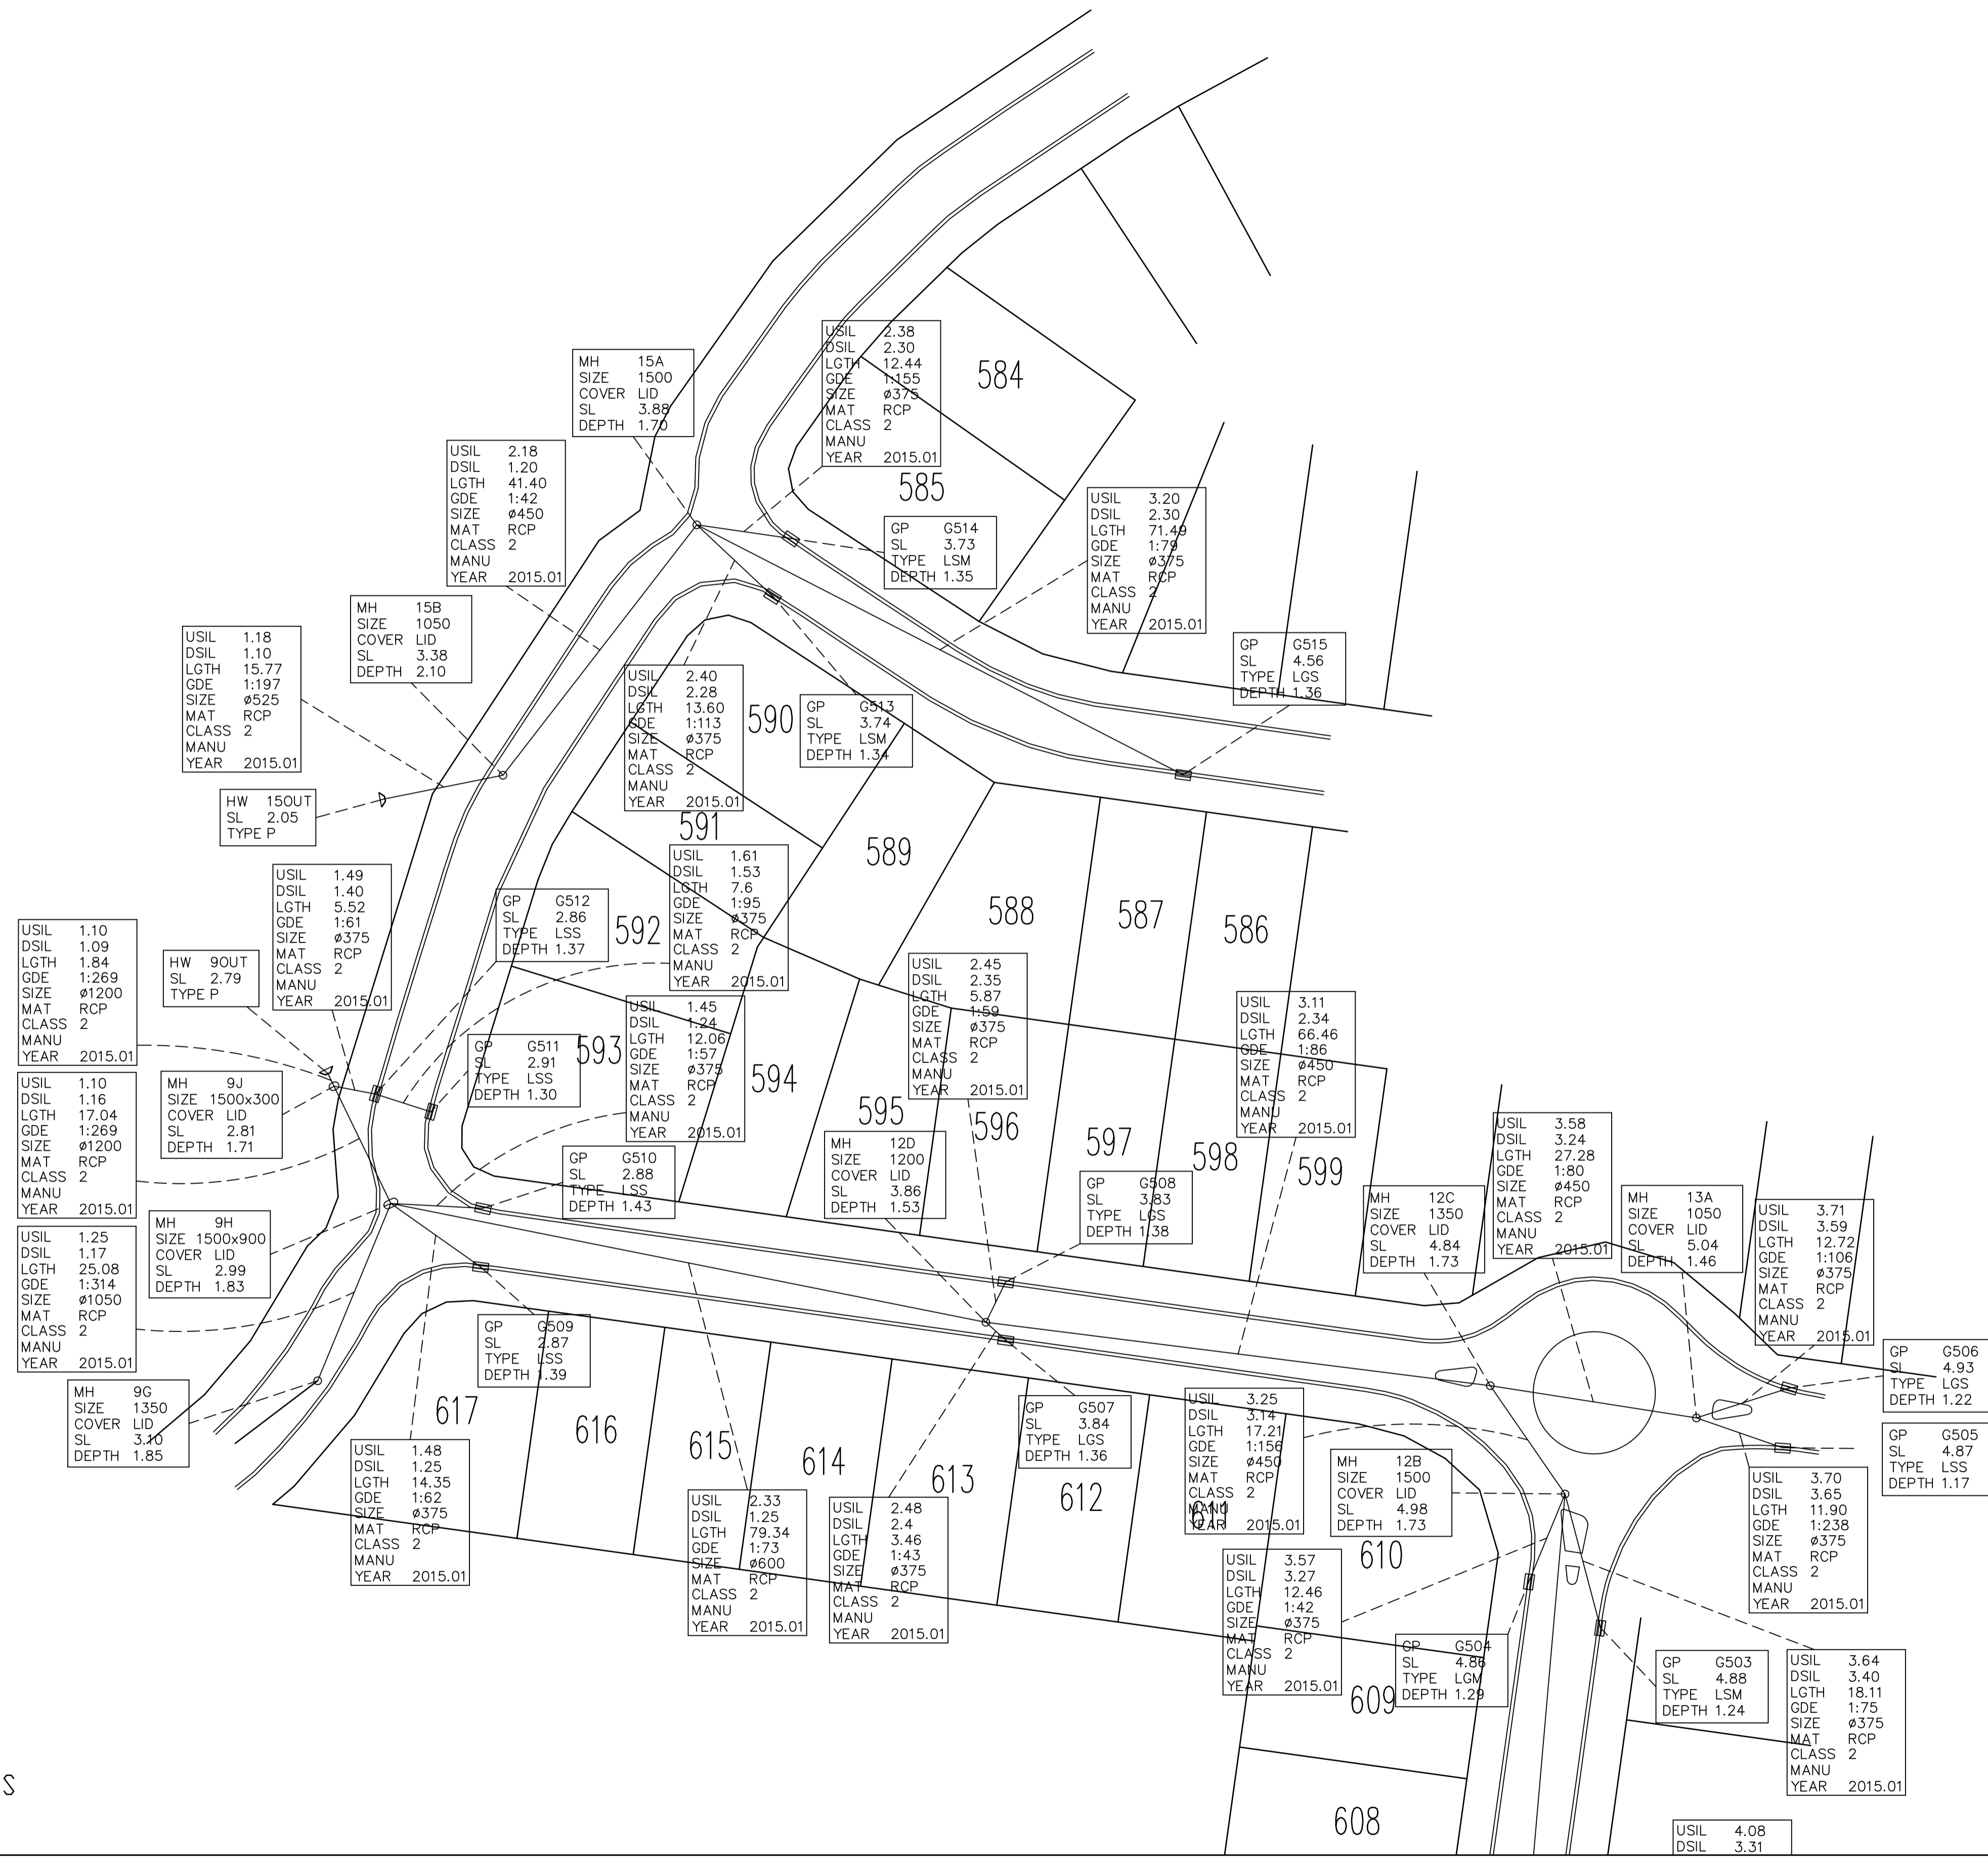 USIL 2.38
DSIL 2.30
LGTH 12.44
GDE 1:155
SIZE ø375
MAT RCP
CLASS 2
MANU
YEAR 2015.01
584
MH 15A
SIZE 1500
COVER LID
SL 3.88
DEPTH 1.70
USIL 2.18
DSIL 1.20
LGTH 41.40
GDE 1:42
SIZE ø450
MAT RCP
CLASS 2
MANU
YEAR 2015.01
585
GP G514
SL 3.73
TYPE LSM
DEPTH 1.35
USIL 3.20
DSIL 2.30
LGTH 71.49
GDE 1:79
SIZE ø375
MAT RCP
CLASS 2
MANU
YEAR 2015.01
MH 15B
SIZE 1050
COVER LID
SL 3.38
DEPTH 2.10
USIL 1.18
DSIL 1.10
LGTH 15.77
GDE 1:197
SIZE ø525
MAT RCP
CLASS 2
MANU
YEAR 2015.01
GP G515
SL 4.56
TYPE LGS
DEPTH 1.36
USIL 2.40
DSIL 2.28
LGTH 13.60
GDE 1:113
SIZE ø375
MAT RCP
CLASS 2
MANU
YEAR 2015.01
590
GP G513
SL 3.74
TYPE LSM
DEPTH 1.34
HW 15OUT
SL 2.05
TYPE P
591
589
USIL 1.61
DSIL 1.53
LGTH 7.6
GDE 1:95
SIZE ø375
MAT RCP
CLASS 2
MANU
YEAR 2015.01
USIL 1.49
DSIL 1.40
LGTH 5.52
GDE 1:61
SIZE ø375
MAT RCP
CLASS 2
MANU
YEAR 2015.01
GP G512
SL 2.86
TYPE LSS
DEPTH 1.37
592
588
587
586
USIL 1.10
DSIL 1.09
LGTH 1.84
GDE 1:269
SIZE ø1200
MAT RCP
CLASS 2
MANU
YEAR 2015.01
HW 9OUT
SL 2.79
TYPE P
USIL 2.45
DSIL 2.35
LGTH 5.87
GDE 1:59
SIZE ø375
MAT RCP
CLASS 2
MANU
YEAR 2015.01
USIL 1.45
DSIL 1.24
LGTH 12.06
GDE 1:57
SIZE ø375
MAT RCP
CLASS 2
MANU
YEAR 2015.01
USIL 3.11
DSIL 2.34
LGTH 66.46
GDE 1:86
SIZE ø450
MAT RCP
CLASS 2
MANU
YEAR 2015.01
GP G511
SL 2.91
TYPE LSS
DEPTH 1.30
593
594
USIL 1.10
DSIL 1.16
LGTH 17.04
GDE 1:269
SIZE ø1200
MAT RCP
CLASS 2
MANU
YEAR 2015.01
MH 9J
SIZE 1500x300
COVER LID
SL 2.81
DEPTH 1.71
595
596
597
598
599
MH 12D
SIZE 1200
COVER LID
SL 3.86
DEPTH 1.53
GP G510
SL 2.88
TYPE LSS
DEPTH 1.43
GP G508
SL 3.83
TYPE LGS
DEPTH 1.38
USIL 3.58
DSIL 3.24
LGTH 27.28
GDE 1:80
SIZE ø450
MAT RCP
CLASS 2
MANU
YEAR 2015.01
MH 12C
SIZE 1350
COVER LID
SL 4.84
DEPTH 1.73
MH 13A
SIZE 1050
COVER LID
SL 5.04
DEPTH 1.46
USIL 3.71
DSIL 3.59
LGTH 12.72
GDE 1:106
SIZE ø375
MAT RCP
CLASS 2
MANU
YEAR 2015.01
MH 9H
SIZE 1500x900
COVER LID
SL 2.99
DEPTH 1.83
USIL 1.25
DSIL 1.17
LGTH 25.08
GDE 1:314
SIZE ø1050
MAT RCP
CLASS 2
MANU
YEAR 2015.01
GP G509
SL 2.87
TYPE LSS
DEPTH 1.39
GP G506
SL 4.93
TYPE LGS
DEPTH 1.22
MH 9G
SIZE 1350
COVER LID
SL 3.10
DEPTH 1.85
617
616
615
614
613
612
GP G507
SL 3.84
TYPE LGS
DEPTH 1.36
USIL 3.25
DSIL 3.14
LGTH 17.21
GDE 1:156
SIZE ø450
MAT RCP
CLASS 2
MANU
YEAR 2015.01
611
GP G505
SL 4.87
TYPE LSS
DEPTH 1.17
USIL 1.48
DSIL 1.25
LGTH 14.35
GDE 1:62
SIZE ø375
MAT RCP
CLASS 2
MANU
YEAR 2015.01
MH 12B
SIZE 1500
COVER LID
SL 4.98
DEPTH 1.73
USIL 3.70
DSIL 3.65
LGTH 11.90
GDE 1:238
SIZE ø375
MAT RCP
CLASS 2
MANU
YEAR 2015.01
USIL 2.33
DSIL 1.25
LGTH 79.34
GDE 1:73
SIZE ø600
MAT RCP
CLASS 2
MANU
YEAR 2015.01
USIL 2.48
DSIL 2.4
LGTH 3.46
GDE 1:43
SIZE ø375
MAT RCP
CLASS 2
MANU
YEAR 2015.01
610
USIL 3.57
DSIL 3.27
LGTH 12.46
GDE 1:42
SIZE ø375
MAT RCP
CLASS 2
MANU
YEAR 2015.01
GP G504
SL 4.86
TYPE LGM
DEPTH 1.29
609
GP G503
SL 4.88
TYPE LSM
DEPTH 1.24
USIL 3.64
DSIL 3.40
LGTH 18.11
GDE 1:75
SIZE ø375
MAT RCP
CLASS 2
MANU
YEAR 2015.01
S
608
USIL 4.08
DSIL 3.31